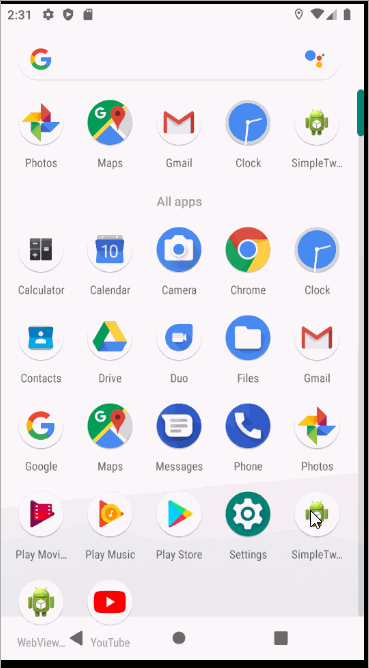 2:31
Photos
Maps
Gmail
Clock
SimpleTw...
All apps
10
Calculator
Calendar
Camera
Chrome
Clock
Contacts
Drive
Duo
Files
Gmail
Google
Maps
Messages
Phone
Photos
Play Movi...
Play Music
Play Store
Settings
SimpleTw...
WebView...
YouTube